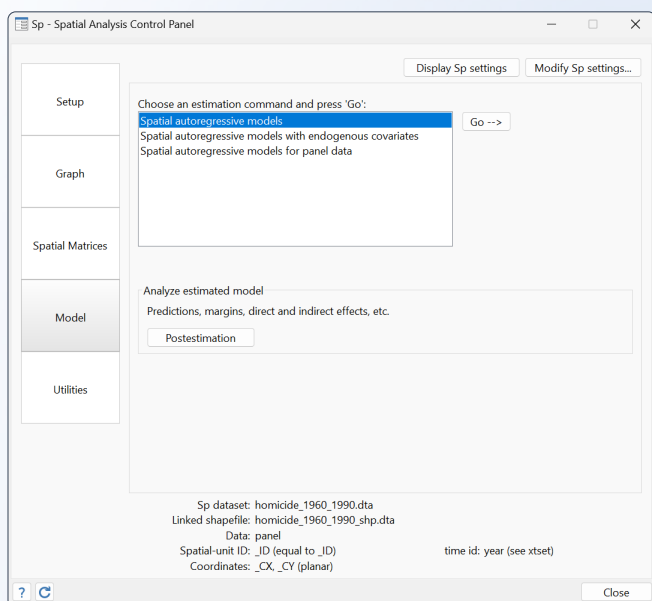 Sp - Spatial Analysis Control Panel
Display Sp settings
Modify Sp settings...
Setup
Graph
Spatial Matrices
Model
Utilities
Choose an estimation command and press 'Go':
Spatial autoregressive models
Spatial autoregressive models with endogenous covariates
Spatial autoregressive models for panel data
Go -->
Analyze estimated model
Predictions, margins, direct and indirect effects, etc.
Postestimation
Sp dataset: homicide_1960_1990.dta
Linked shapefile: homicide_1960_1990_shp.dta
Data: panel
Spatial-unit ID: _ID (equal to _ID) time id: year (see xtset)
Coordinates: _CX, _CY (planar)
?
Close